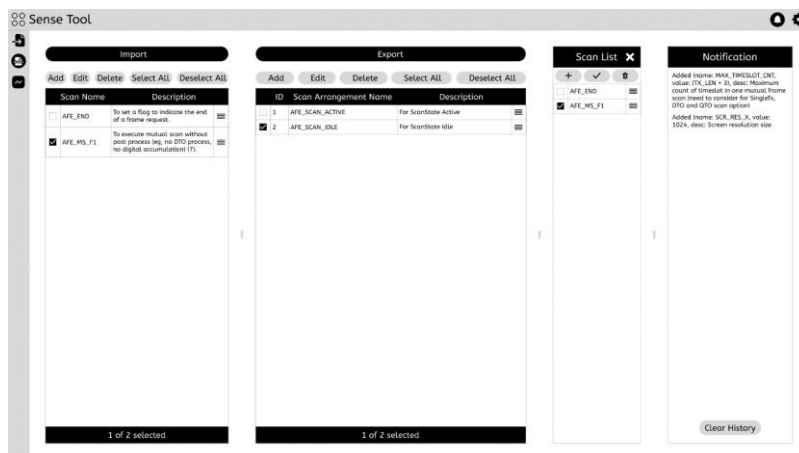 Sense Tool
Import
Add Edit Delete Select All Deselect All
Scan Name Description
AFE_END To set a flag to indicate the end
of a frame request.
AFE_MS_F1 To execute mutual scan without
post process (eg, no DTO process,
no digital accumulation) (7).
1 of 2 selected
Export
Add Edit Delete Select All Deselect All
ID Scan Arrangement Name Description
1 AFE_SCAN_ACTIVE For ScanState Active
2 AFE_SCAN_IDLE For ScanState Idle
1 of 2 selected
Scan List
AFE_END
AFE_MS_F1
Notification
Added (name: MAX_TIMESLOT_CNT,
value: (TX_LEN + 3), desc: Maximum
count of timeslot in one mutual frame
scan (need to consider for SingleTx,
DTO and QTO scan option)
Added (name: SCR_RES_X, value:
1024, desc: Screen resolution size
Clear History